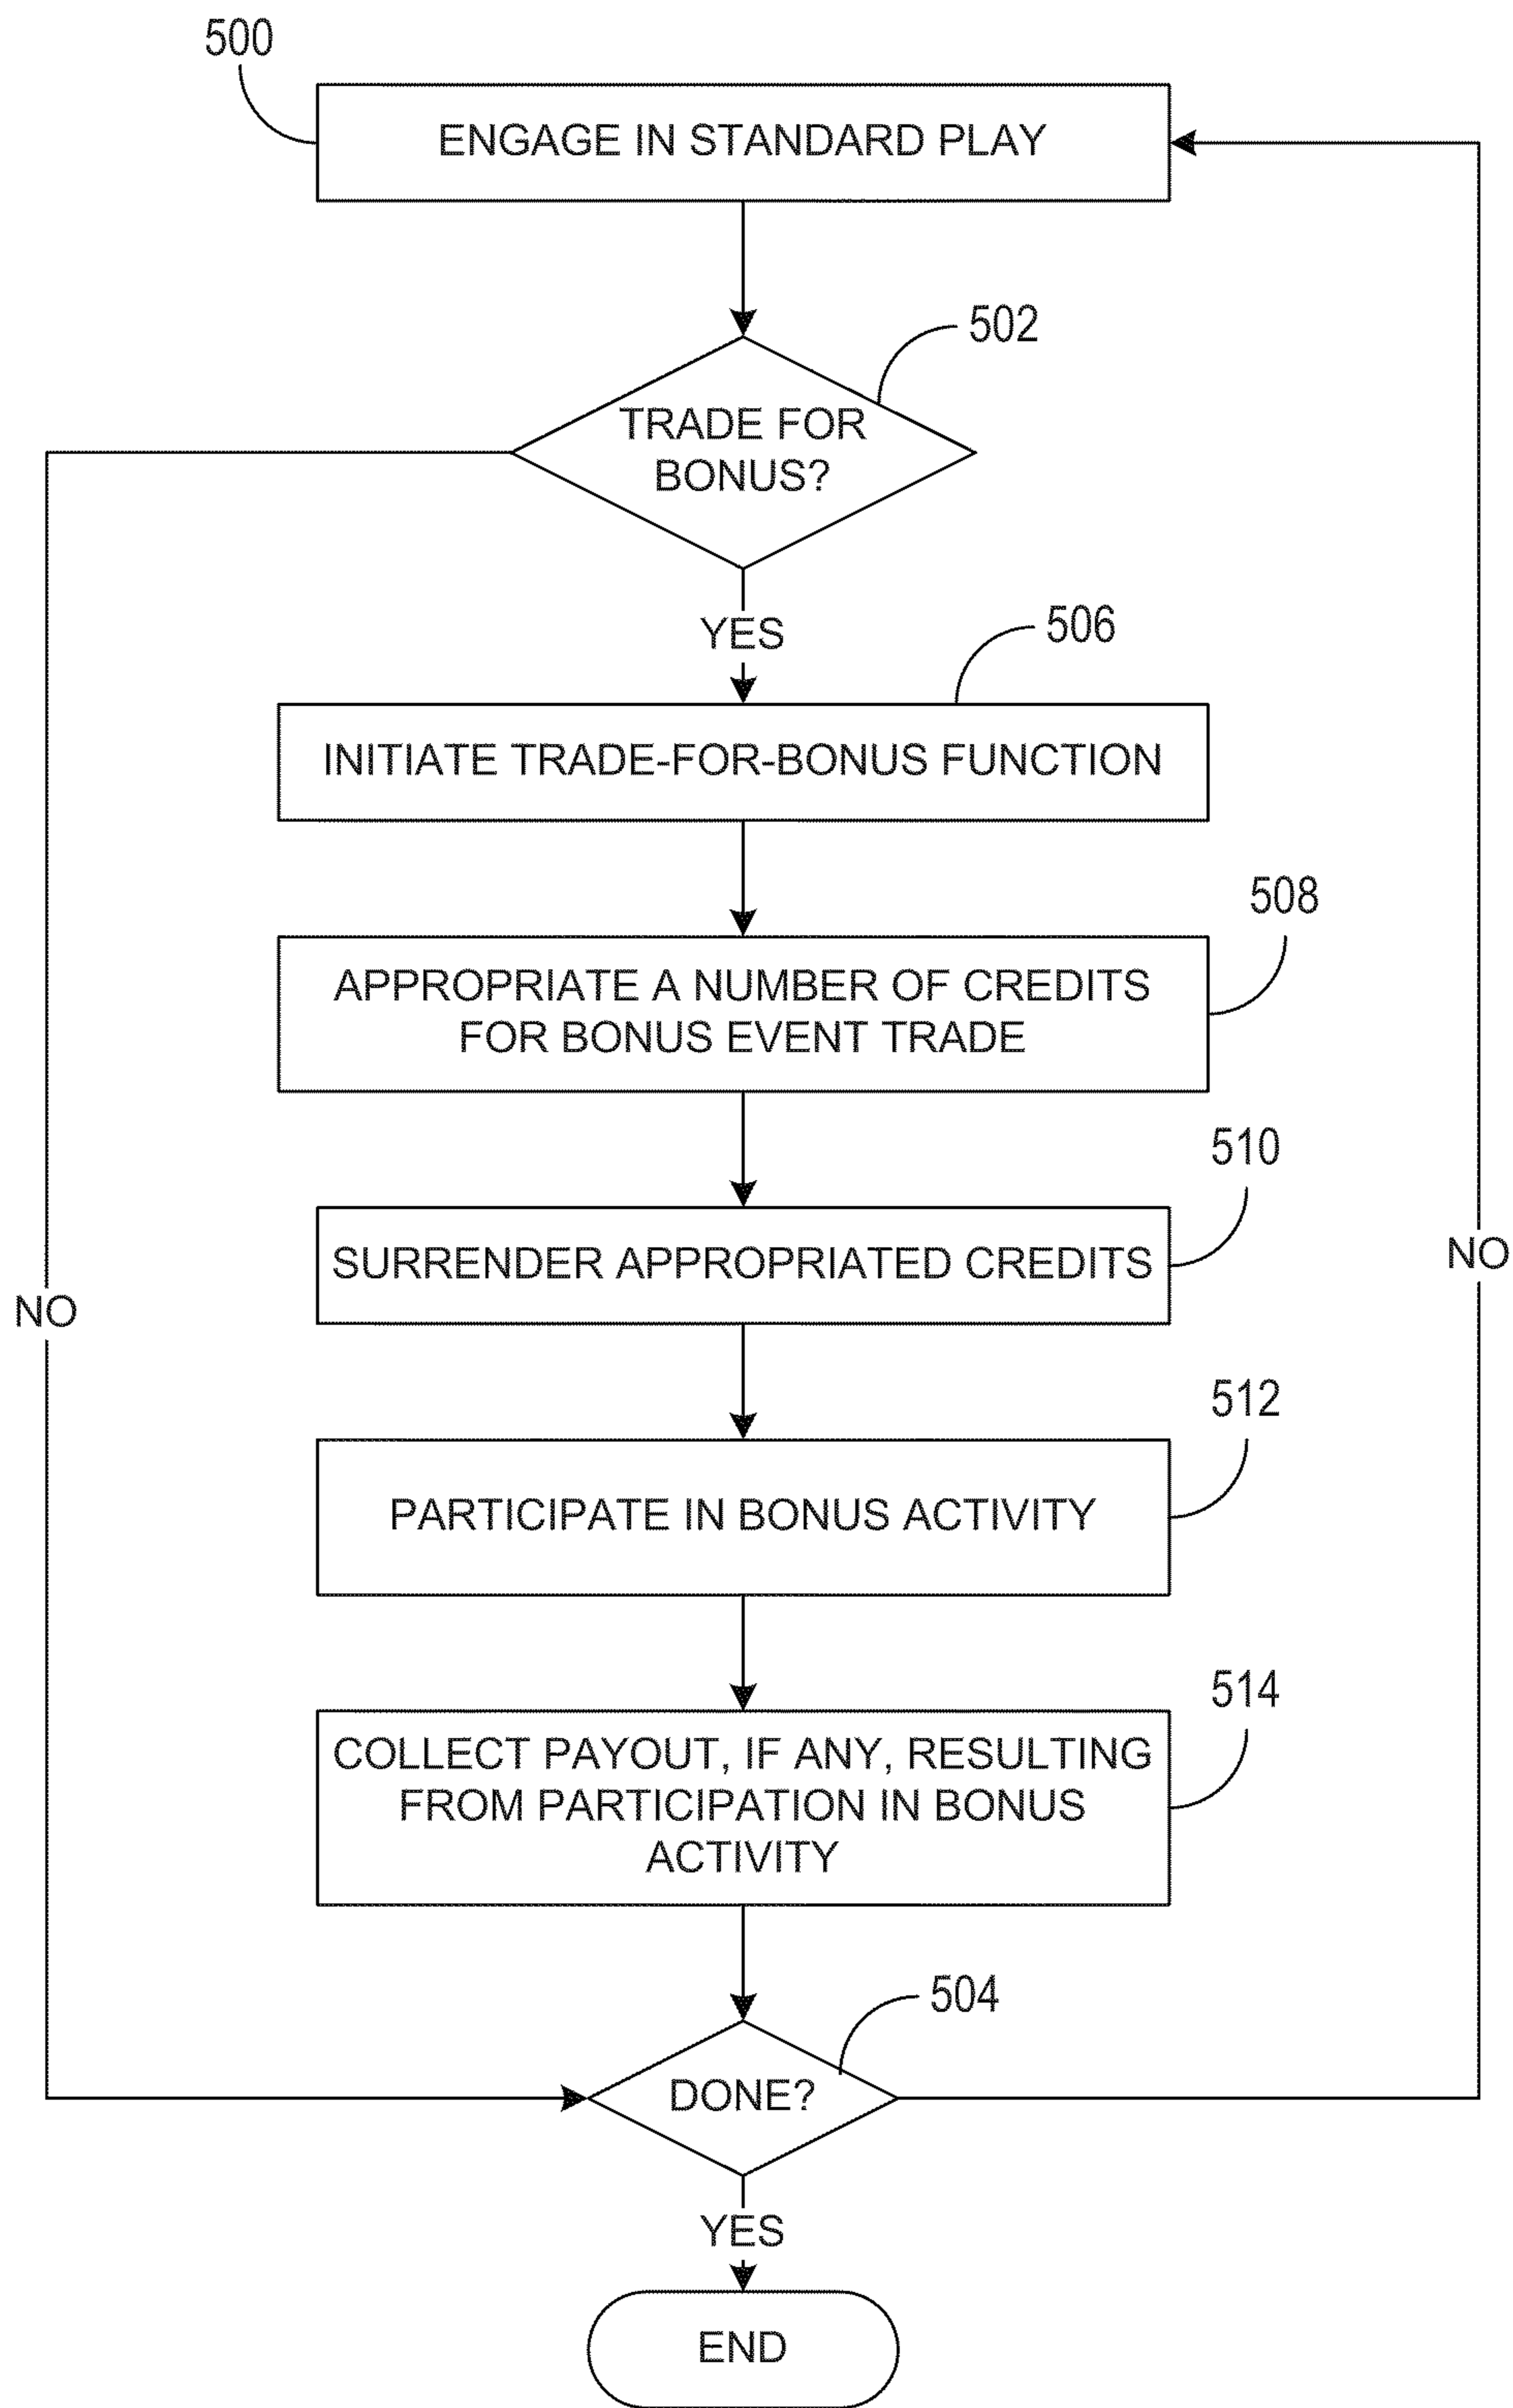 500
ENGAGE IN STANDARD PLAY
502
TRADE FOR
BONUS?
YES
506
INITIATE TRADE-FOR-BONUS FUNCTION
508
APPROPRIATE A NUMBER OF CREDITS
FOR BONUS EVENT TRADE
510
SURRENDER APPROPRIATED CREDITS
NO
NO
512
PARTICIPATE IN BONUS ACTIVITY
514
COLLECT PAYOUT, IF ANY, RESULTING
FROM PARTICIPATION IN BONUS
ACTIVITY
504
DONE?
YES
END